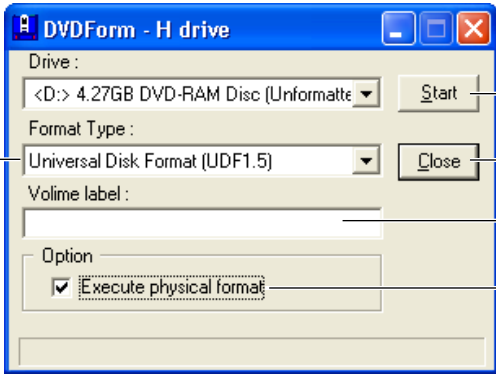 DVDForm - H drive
Drive :
<D:> 4.27GB DVD-RAM Disc (Unformatte
Start
Format Type :
Universal Disk Format (UDF1.5)
Close
Volime label :
Option
Execute physical format